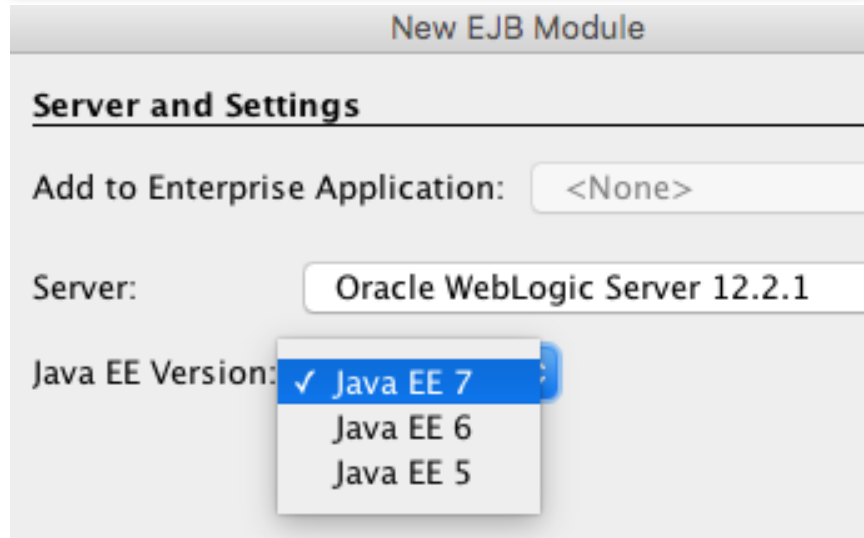 New EJB Module
Server and Settings
Add to Enterprise Application: <None>
Server: Oracle WebLogic Server 12.2.1
Java EE Version: ✓ Java EE 7
Java EE 6
Java EE 5